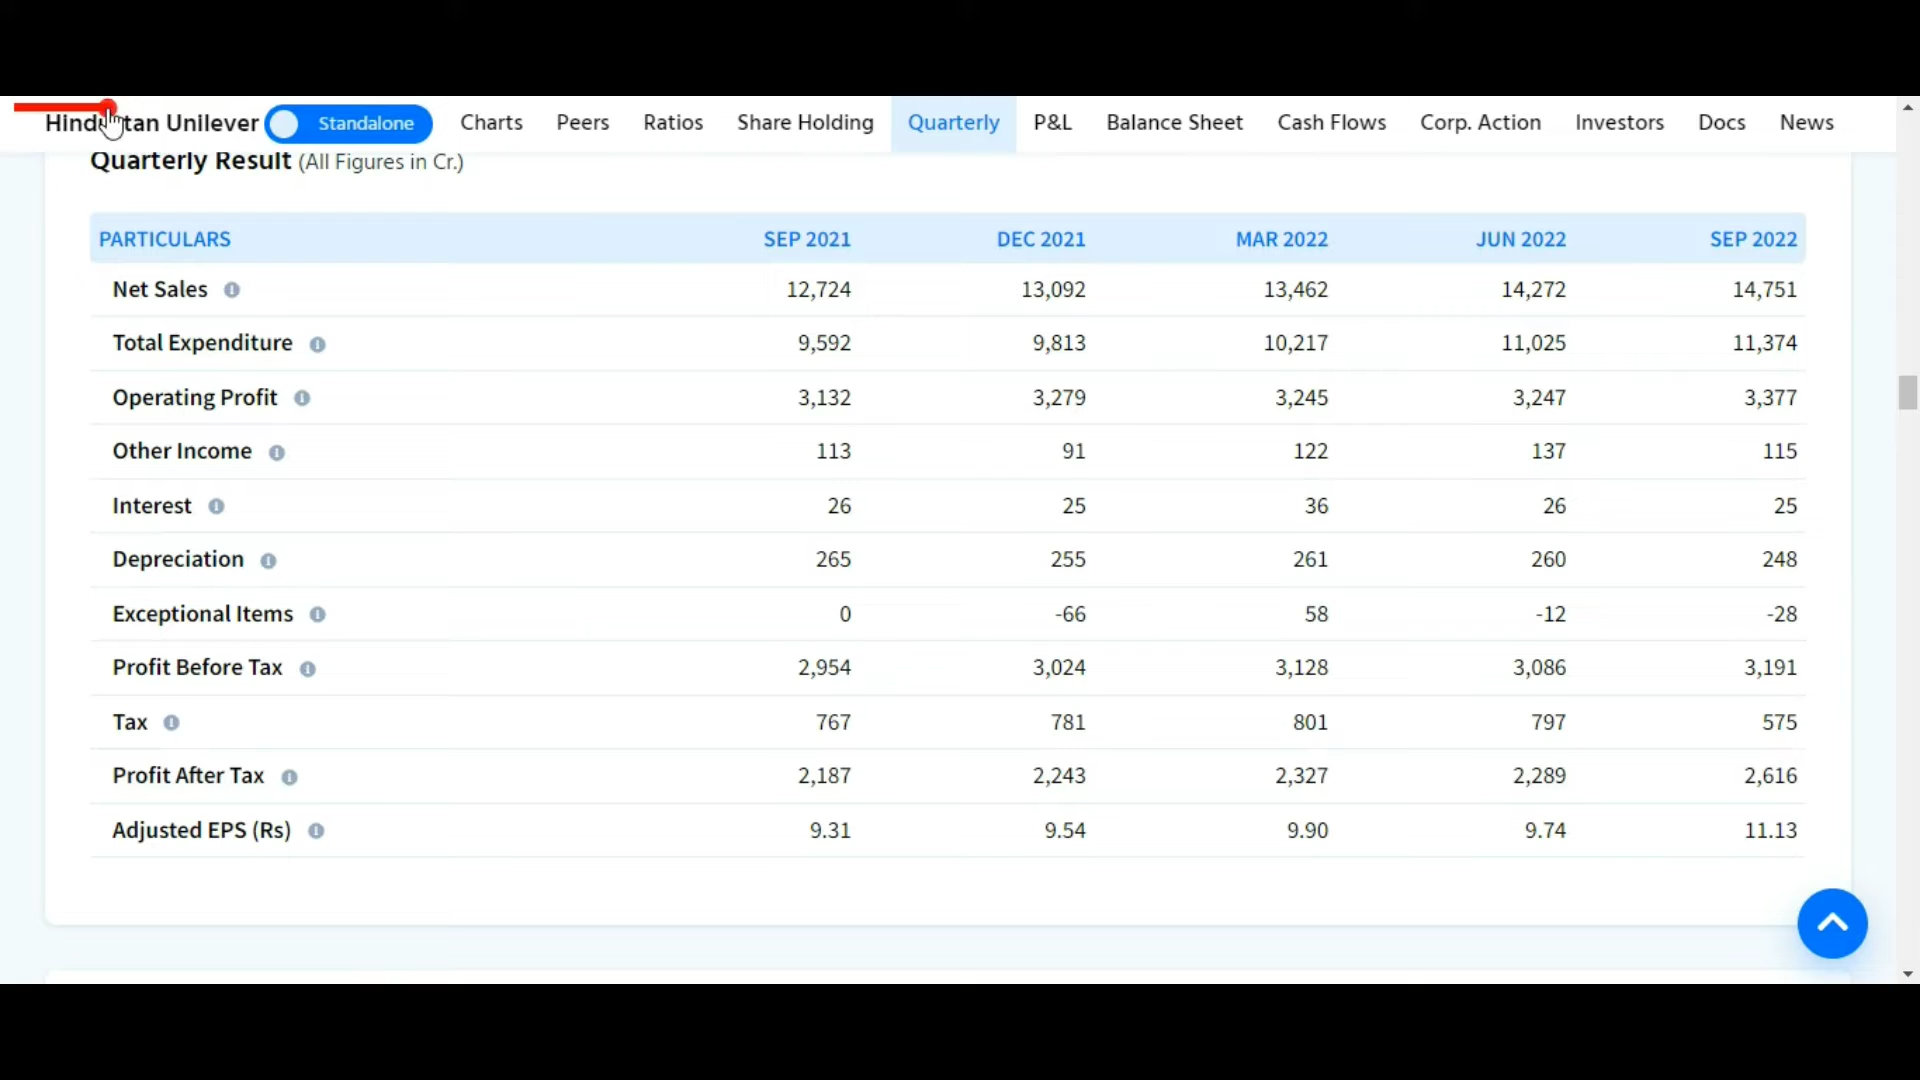 Hindustan Unilever Standalone Charts Peers Ratios Share Holding Quarterly P&L Balance Sheet Cash Flows Corp. Action Investors Docs News
Quarterly Result (All Figures in Cr.)
PARTICULARS SEP 2021 DEC 2021 MAR 2022 JUN 2022 SEP 2022
Net Sales 12,724 13,092 13,462 14,272 14,751
Total Expenditure 9,592 9,813 10,217 11,025 11,374
Operating Profit 3,132 3,279 3,245 3,247 3,377
Other Income 113 91 122 137 115
Interest 26 25 36 26 25
Depreciation 265 255 261 260 248
Exceptional Items 0 -66 58 -12 -28
Profit Before Tax 2,954 3,024 3,128 3,086 3,191
Tax 767 781 801 797 575
Profit After Tax 2,187 2,243 2,327 2,289 2,616
Adjusted EPS (Rs) 9.31 9.54 9.90 9.74 11.13